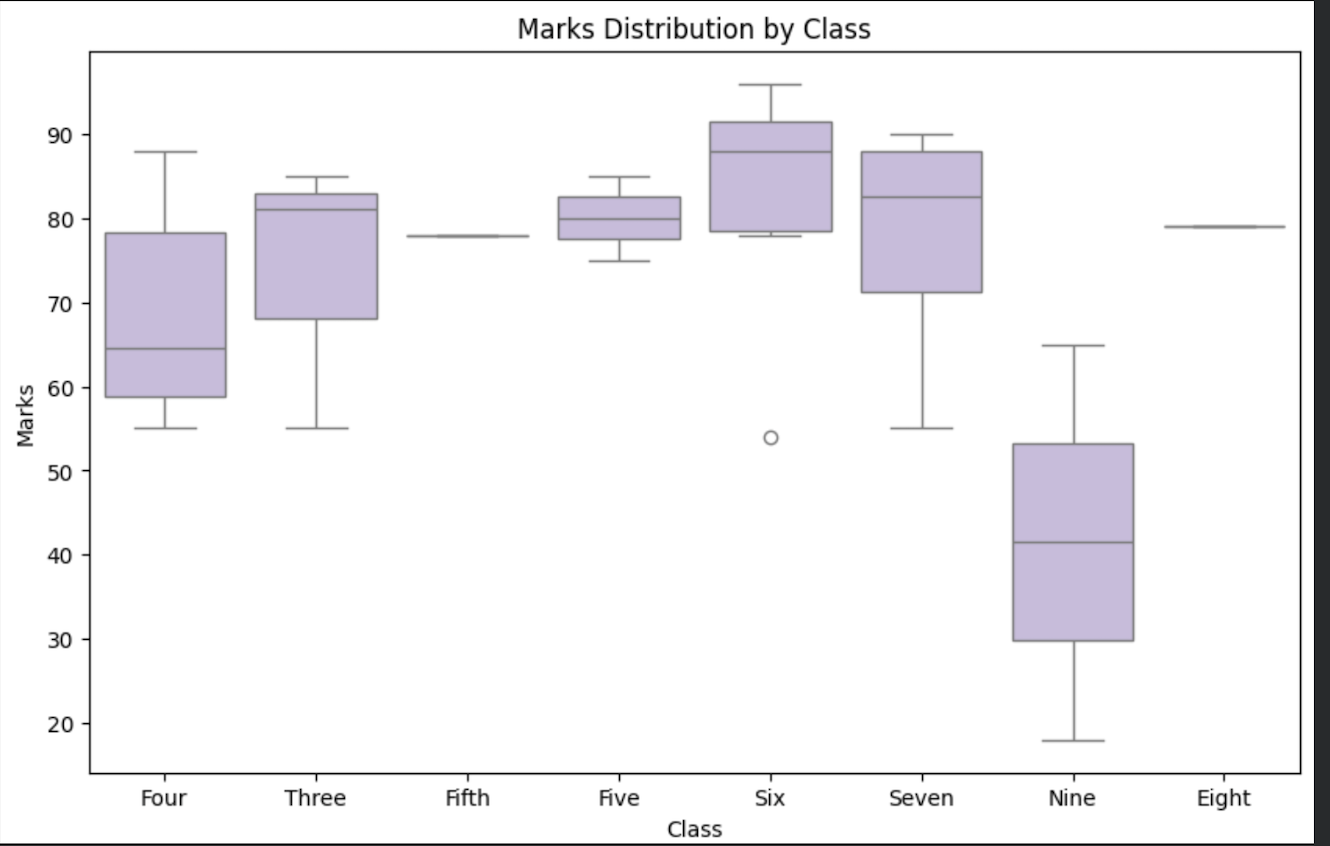 Marks Distribution by Class
Marks
90
80
70
60
50
40
30
20
Four Three Fifth Five Six Seven Nine Eight
Class